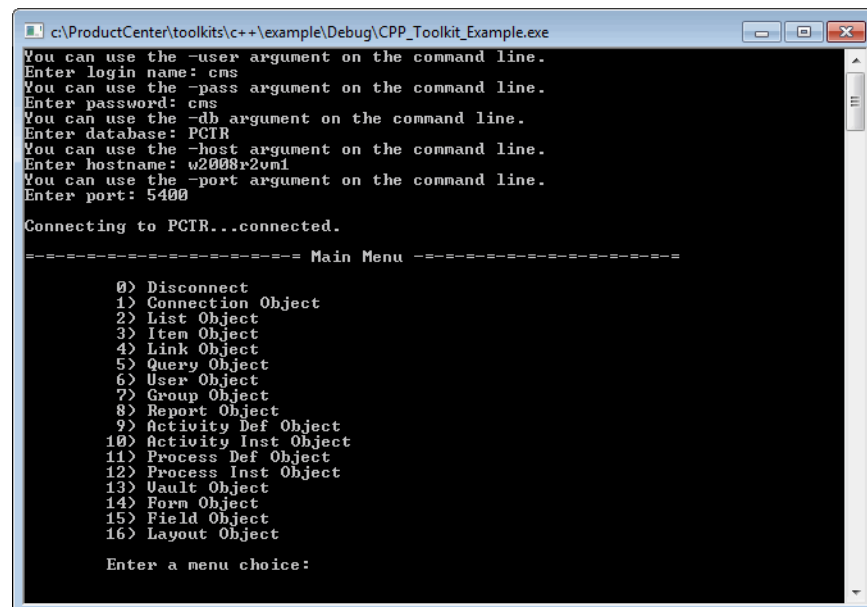 c:\ProductCenter\toolkits\c++\example\Debug\CPP_Toolkit_Example.exe
You can use the -user argument on the command line.
Enter login name: cms
You can use the -pass argument on the command line.
Enter password: cms
You can use the -db argument on the command line.
Enter database: PCTR
You can use the -host argument on the command line.
Enter hostname: w2008r2vm1
You can use the -port argument on the command line.
Enter port: 5400
Connecting to PCTR...connected.
=-=-=-=-=-=-=-=-=-=-=-=-=-= Main Menu -=-=-=-=-=-=-=-=-=-=-=-=-=
0) Disconnect
1) Connection Object
2) List Object
3) Item Object
4) Link Object
5) Query Object
6) User Object
7) Group Object
8) Report Object
9) Activity Def Object
10) Activity Inst Object
11) Process Def Object
12) Process Inst Object
13) Vault Object
14) Form Object
15) Field Object
16) Layout Object
Enter a menu choice: